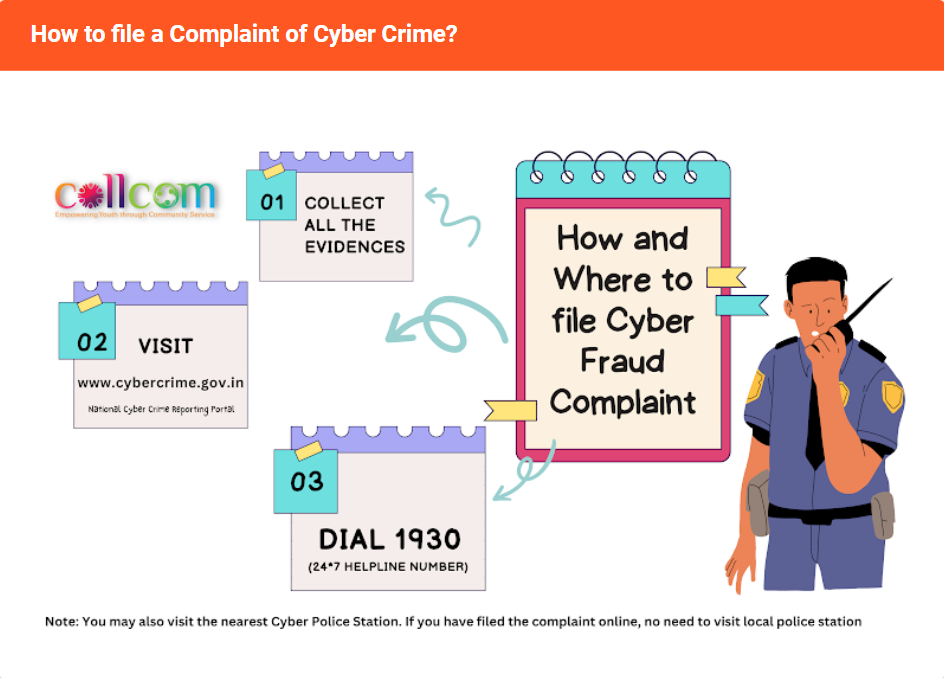 How to file a Complaint of Cyber Crime?
collcom
Empowering Youth through Community Service
01
COLLECT
ALL THE
EVIDENCES
How and
Where to
file Cyber
Fraud
Complaint
02
VISIT
www.cybercrime.gov.in
National Cyber Crime Reporting Portal
03
DIAL 1930
(24*7 HELPLINE NUMBER)
Note: You may also visit the nearest Cyber Police Station. If you have filed the complaint online, no need to visit local police station